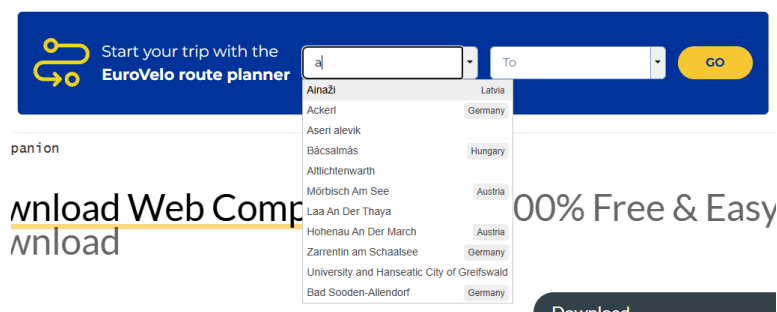 Start your trip with the
EuroVelo route planner
a
To
GO
Ainaži Latvia
Ackerl Germany
Aseri alevik
Bácsalmás Hungary
Altlichtenwarth
Mörbisch Am See Austria
Laa An Der Thaya
Hohenau An Der March Austria
Zarrentin am Schaalsee Germany
University and Hanseatic City of Greifswald
Bad Sooden-Allendorf Germany
panion
wnload Web Comp 00% Free & Easy
wnload
Download